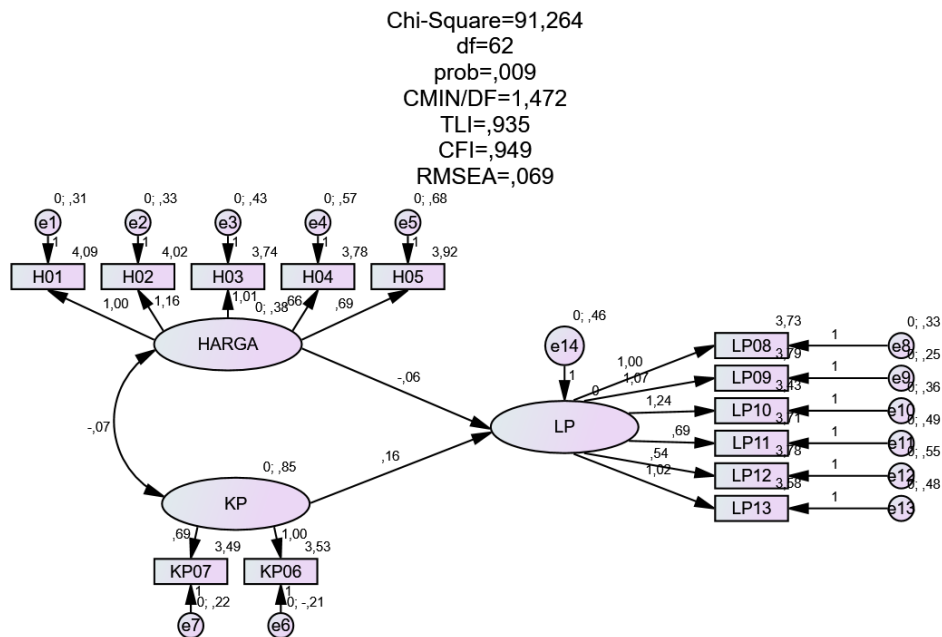 Chi-Square=91,264
df=62
prob=,009
CMIN/DF=1,472
TLI=,935
CFI=,949
RMSEA=,069
0; ,31 0; ,33 0; ,43 0; ,57 0; ,68
e1 e2 e3 e4 e5
1 1 1 1 1
4,09 4,02 3,74 3,78 3,92
H01 H02 H03 H04 H05
1,00 1,16 1,01 ,66 ,69
0; ,38
HARGA
0; ,46
e14
1
-,06
-,07
,16
0
LP
0; ,85
KP
,69 1,00
3,49 3,53
KP07 KP06
1 1
0; ,22 0; -,21
e7 e6
1,00 3,73 LP08 1 0; ,33 e8
1,07 3,79 LP09 1 0; ,25 e9
1,24 3,43 LP10 1 0; ,36 e10
,69 3,71 LP11 1 0; ,49 e11
,54 3,78 LP12 1 0; ,55 e12
1,02 3,58 LP13 1 0; ,48 e13